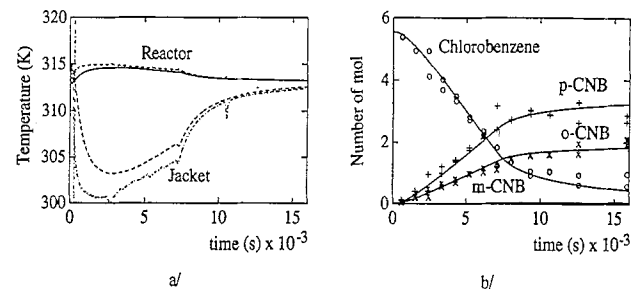 Temperature (K)
320
315
312
305
300
0
5
10
15
Reactor
Jacket
time (s) x 10⁻³
a/
Number of mol
6
4
2
0
0
5
10
15
Chlorobenzene
p-CNB
o-CNB
m-CNB
time (s) x 10⁻³
b/